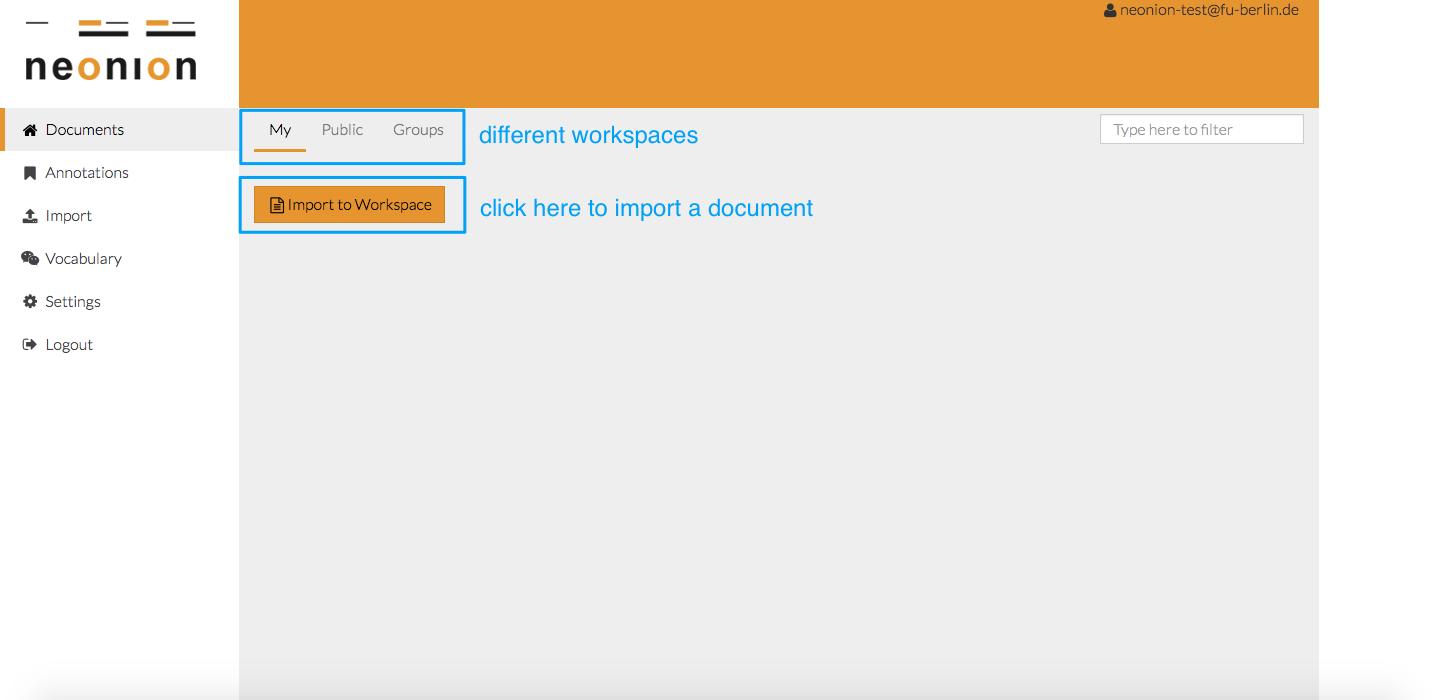 neonion
neonion-test@fu-berlin.de
Documents
Annotations
Import
Vocabulary
Settings
Logout
My Public Groups
different workspaces
Type here to filter
Import to Workspace
click here to import a document